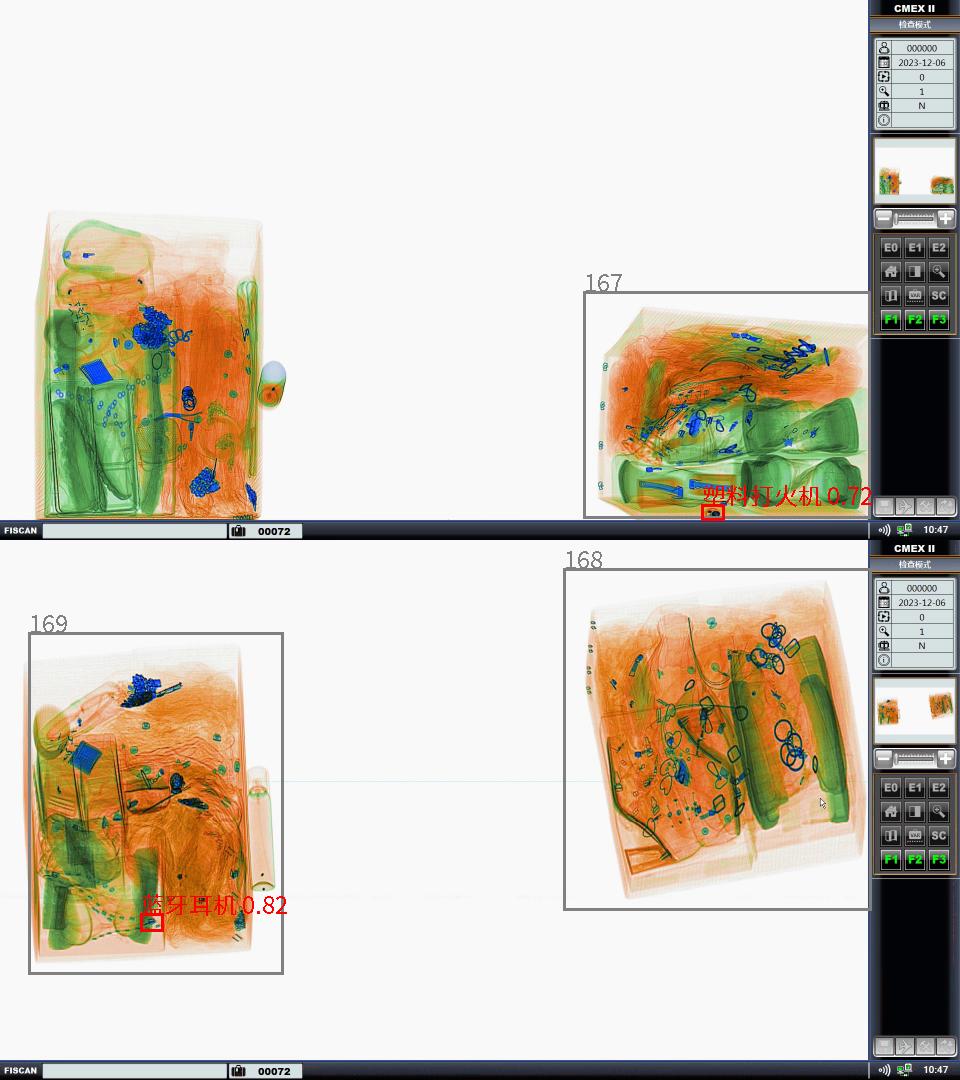 CMEX II
检查模式
000000
2023-12-06
0
1
N
E0 E1 E2
VAR
SC
F1 F2 F3
167
塑料打火机 0.72
FISCAN
00072
10:47
CMEX II
检查模式
168
000000
2023-12-06
0
1
N
169
E0 E1 E2
VAR
SC
F1 F2 F3
蓝牙耳机 0.82
FISCAN
00072
10:47